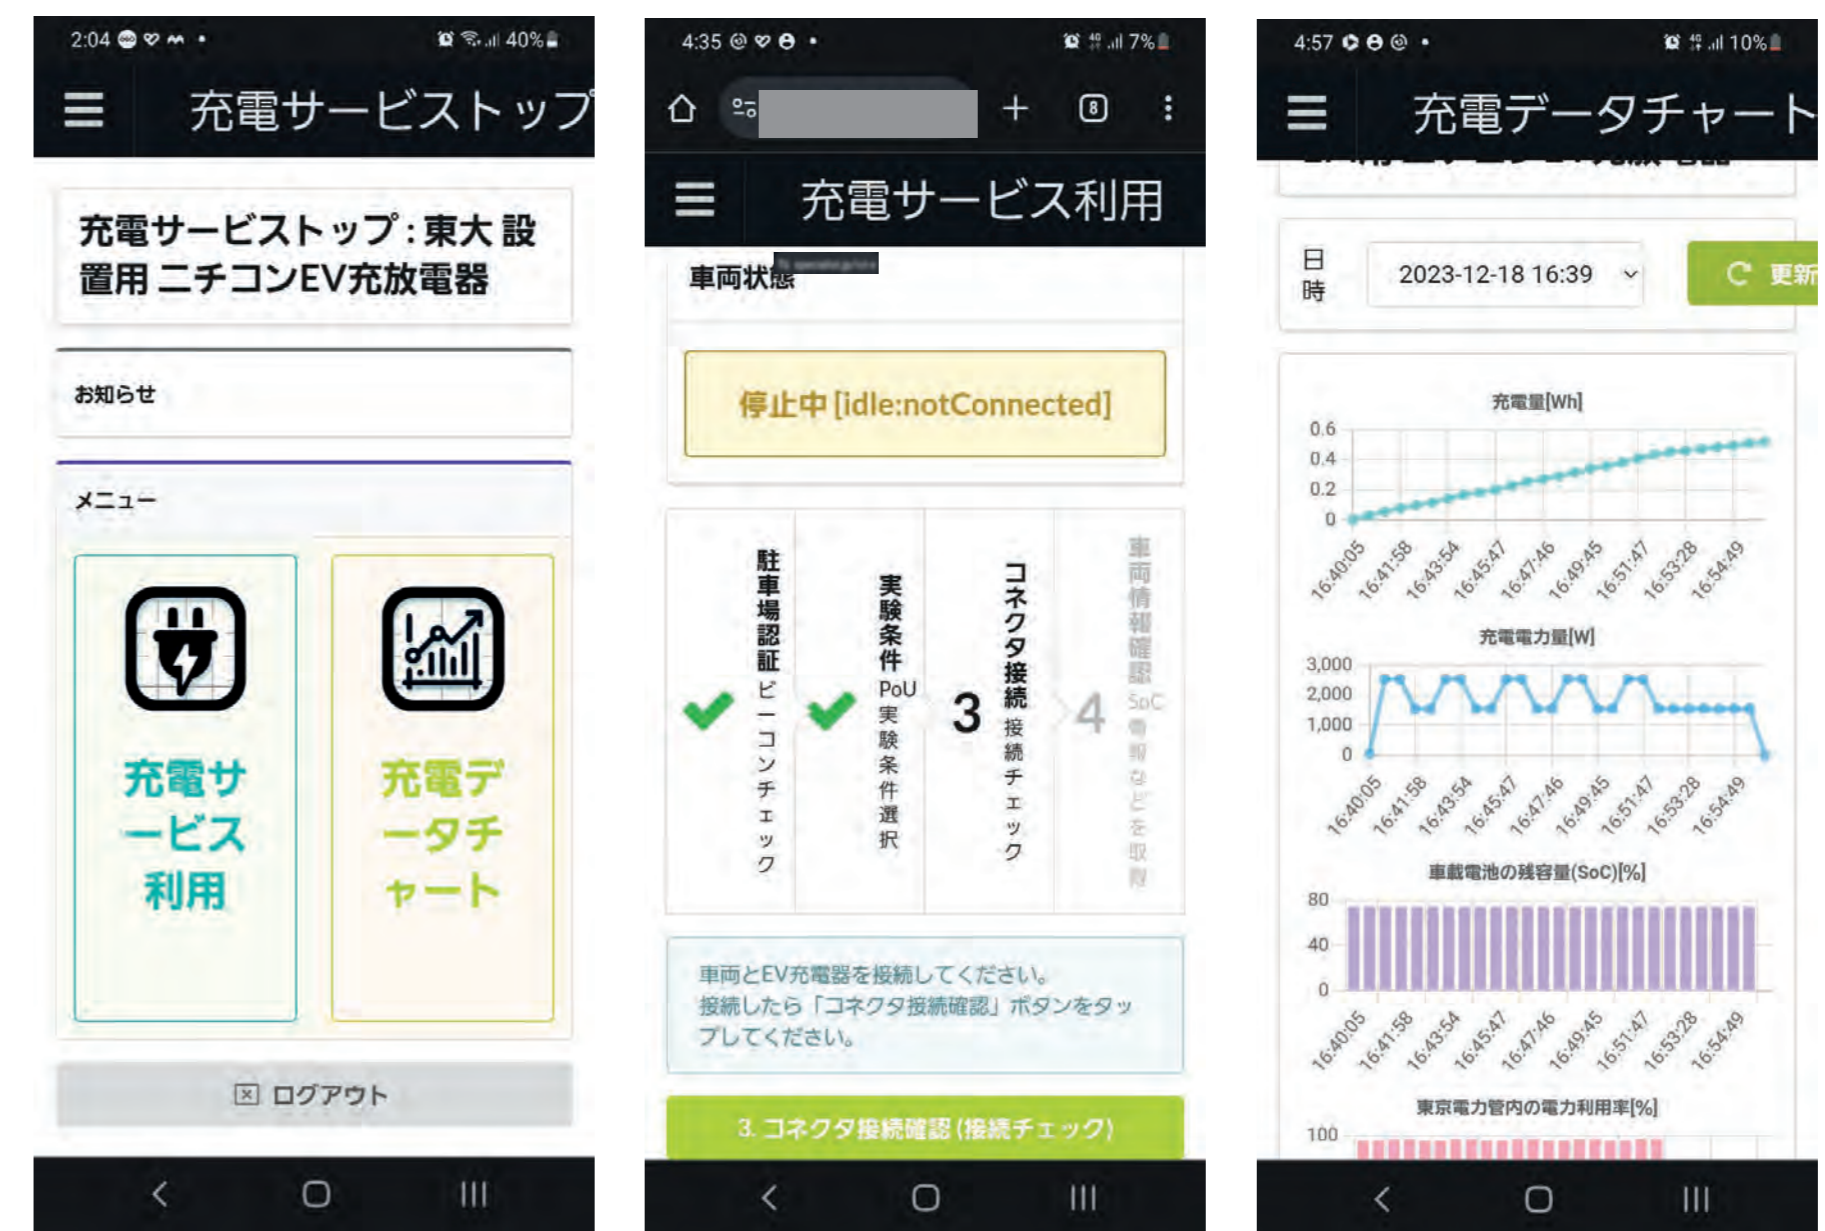 2:04
40%
充電サービストップ
充電サービストップ : 東大 設
置用 ニチコンEV充放電器
お知らせ
メニュー
充電サ
ービス
利用
充電デ
ータチ
ャート
ログアウト
4:35
4G
7%
8
充電サービス利用
車両状態
停止中 [idle:notConnected]
駐車場認証 ビーコンチェック
実験条件 PoU実験条件選択
3
コネクタ接続 接続チェック
4
車両情報確認 SoC情報などを取得
車両とEV充電器を接続してください。
接続したら「コネクタ接続確認」ボタンをタッ
プしてください。
3. コネクタ接続確認 (接続チェック)
4:57
4G
10%
充電データチャート
日
時
2023-12-18 16:39
更新
充電量[Wh]
0.6
0.4
0.2
0
16:40:05
16:41:58
16:43:54
16:45:47
16:47:46
16:49:45
16:51:47
16:53:28
16:54:49
充電電力量[W]
3,000
2,000
1,000
0
16:40:05
16:41:58
16:43:54
16:45:47
16:47:46
16:49:45
16:51:47
16:53:28
16:54:49
車載電池の残容量(SoC)[%]
80
40
0
16:40:05
16:41:58
16:43:54
16:45:47
16:47:46
16:49:45
16:51:47
16:53:28
16:54:49
東京電力管内の電力利用率[%]
100